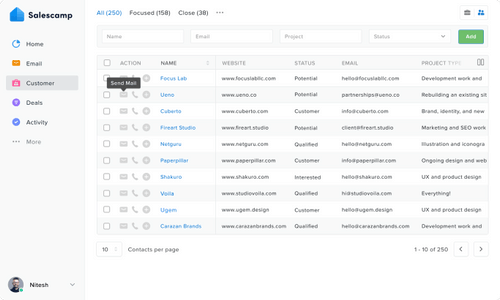 Salescamp
All (250) Focused (158) Close (38) ···
Home
Email
Customer
Deals
Activity
More
Name Email Project Status Add
ACTION NAME WEBSITE STATUS EMAIL PROJECT TYPE
Send Mail
Focus Lab www.focuslabllc.com Potential hello@focuslabllc.com Development work and
Ueno www.ueno.co Potential partnerships@ueno.co Rebuilding an existing sit
Cuberto www.cuberto.com Customer info@cuberto.com Brand, identity, and new
Fireart Studio www.fireart.studio Potential client@fireart.studio Marketing and SEO work
Netguru www.netguru.com Qualified hello@netguru.com Illustration and iconogra
Paperpillar www.paperpillar.com Customer info@paperpillar.com Ongoing design and web
Shakuro www.shakuro.com Interested hello@shakuro.com UX and product design
Voila www.studiovoila.com Qualified hi@studiovoila.com Everything!
Ugem www.ugem.design Customer hello@ugem.design UX and product design
Carazan Brands www.carazanbrands.com Qualified hello@carazanbrands.com Development work and
10 Contacts per page 1 - 10 of 250
Nitesh